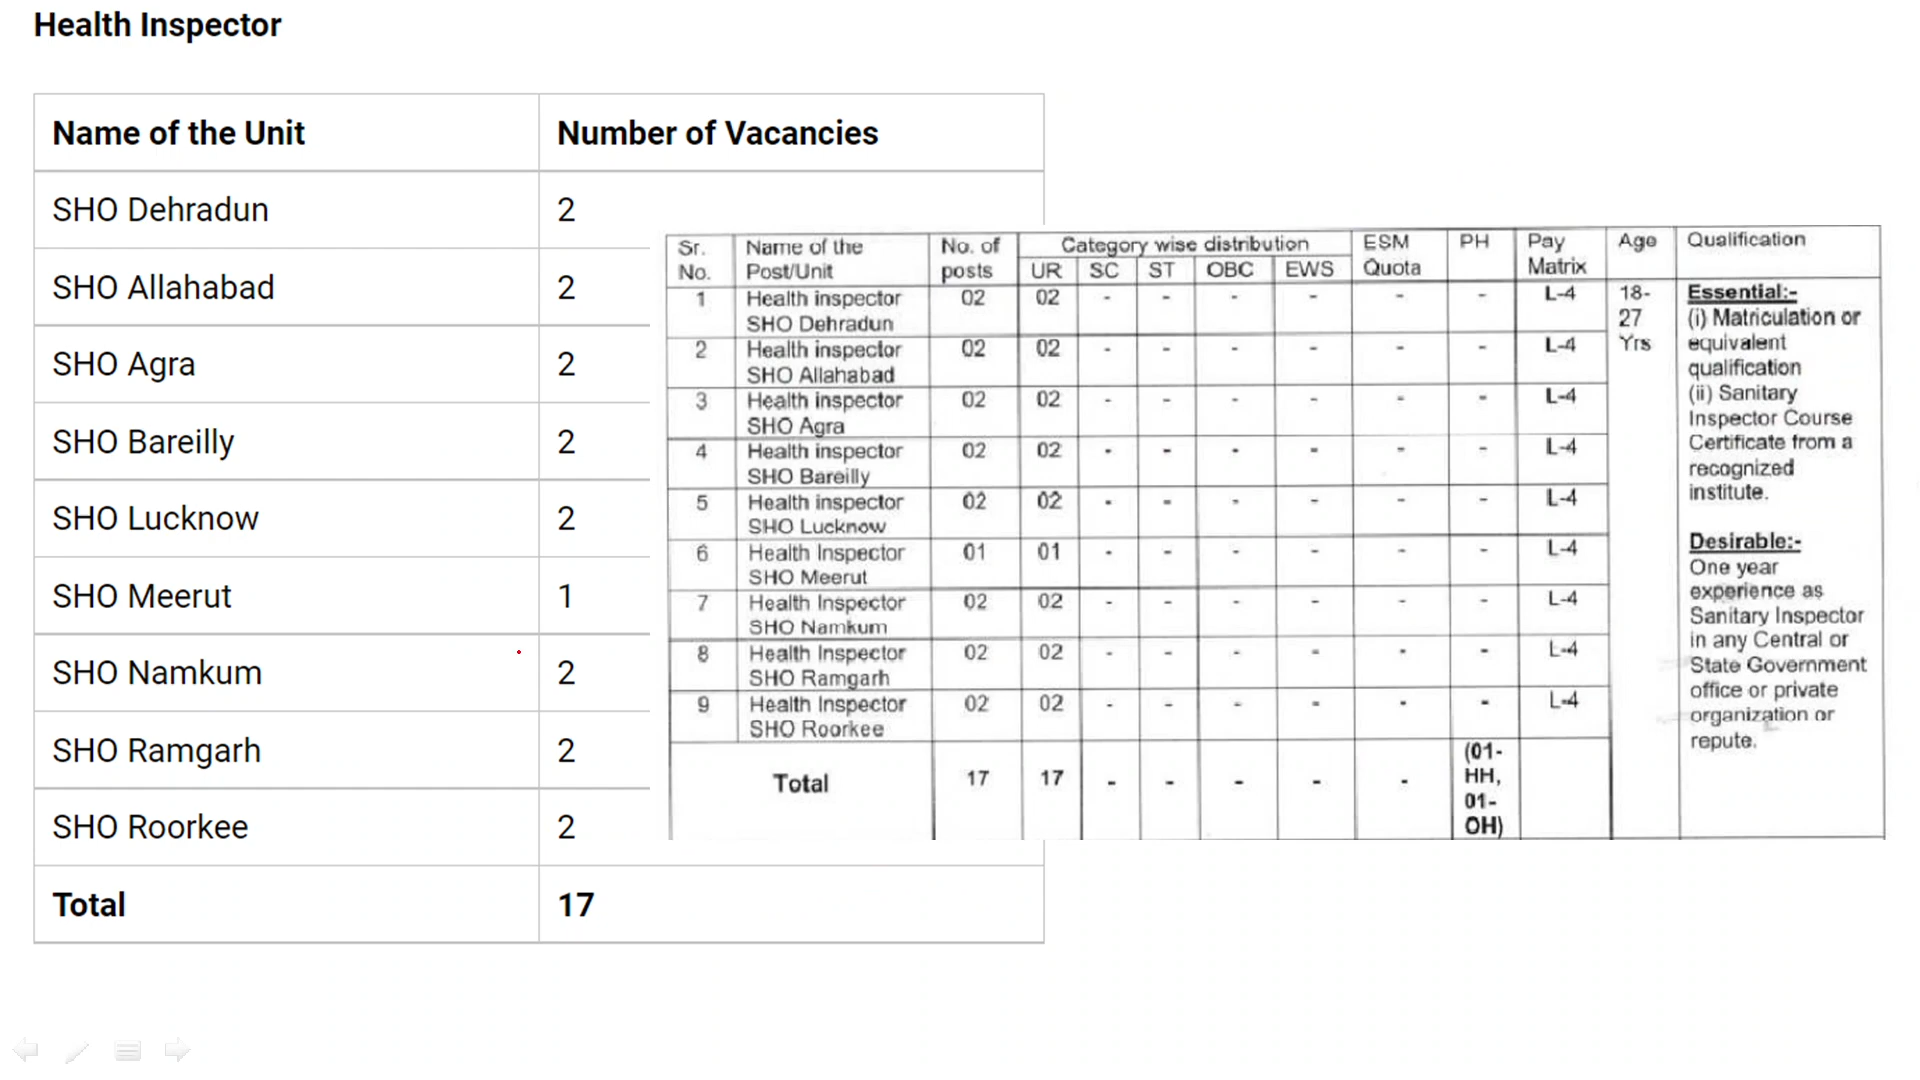 Health Inspector
Name of the Unit Number of Vacancies
SHO Dehradun 2
SHO Allahabad 2
SHO Agra 2
SHO Bareilly 2
SHO Lucknow 2
SHO Meerut 1
SHO Namkum 2
SHO Ramgarh 2
SHO Roorkee 2
Total 17
Sr. No. Name of the Post/Unit No. of posts Category wise distribution ESM Quota PH Pay Matrix Age Qualification
UR SC ST OBC EWS
1 Health inspector SHO Dehradun 02 02 - - - - - - L-4
2 Health inspector SHO Allahabad 02 02 - - - - - - L-4
3 Health inspector SHO Agra 02 02 - - - - - - L-4
4 Health inspector SHO Bareilly 02 02 - - - - - - L-4
5 Health inspector SHO Lucknow 02 02 - - - - - - L-4
6 Health Inspector SHO Meerut 01 01 - - - - - - L-4
7 Health Inspector SHO Namkum 02 02 - - - - - - L-4
8 Health Inspector SHO Ramgarh 02 02 - - - - - - L-4
9 Health Inspector SHO Roorkee 02 02 - - - - - - L-4
Total 17 17 - - - - - (01-HH, 01-OH)
18-
27
Yrs
Essential:-
(i) Matriculation or
equivalent
qualification
(ii) Sanitary
Inspector Course
Certificate from a
recognized
institute.
Desirable:-
One year
experience as
Sanitary Inspector
in any Central or
State Government
office or private
organization or
repute.